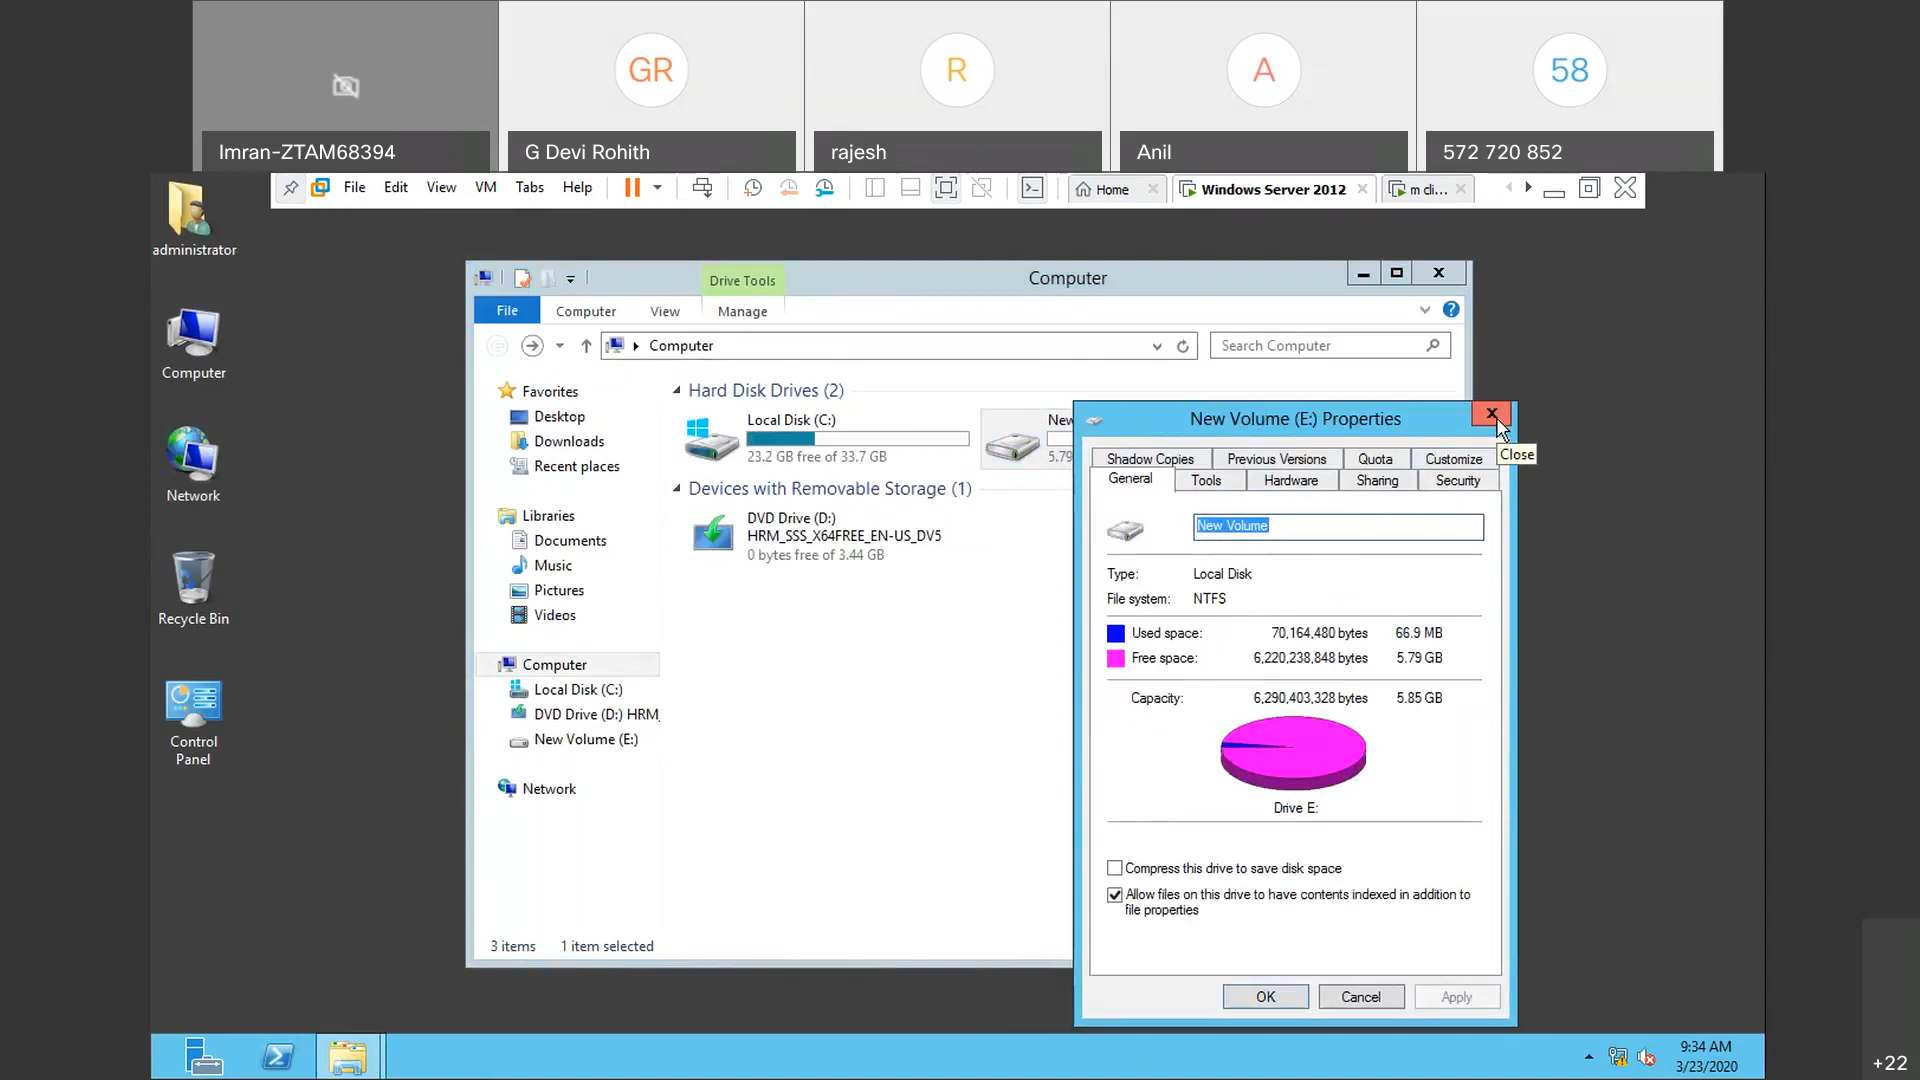 GR
R
A
58
Imran-ZTAM68394
G Devi Rohith
rajesh
Anil
572 720 852
File Edit View VM Tabs Help
Home
Windows Server 2012
m cli...
administrator
Computer
Network
Recycle Bin
Control
Panel
Drive Tools
Computer
File
Computer
View
Manage
Computer
Search Computer
Favorites
Desktop
Downloads
Recent places
Libraries
Documents
Music
Pictures
Videos
Computer
Local Disk (C:)
DVD Drive (D:) HRM_
New Volume (E:)
Network
Hard Disk Drives (2)
Local Disk (C:)
23.2 GB free of 33.7 GB
New
5.79
Devices with Removable Storage (1)
DVD Drive (D:)
HRM_SSS_X64FREE_EN-US_DV5
0 bytes free of 3.44 GB
3 items 1 item selected
New Volume (E:) Properties
x
Close
Shadow Copies Previous Versions Quota Customize
General Tools Hardware Sharing Security
New Volume
Type: Local Disk
File system: NTFS
Used space: 70,164,480 bytes 66.9 MB
Free space: 6,220,238,848 bytes 5.79 GB
Capacity: 6,290,403,328 bytes 5.85 GB
Drive E:
Compress this drive to save disk space
Allow files on this drive to have contents indexed in addition to
file properties
OK Cancel Apply
9:34 AM
3/23/2020
+22